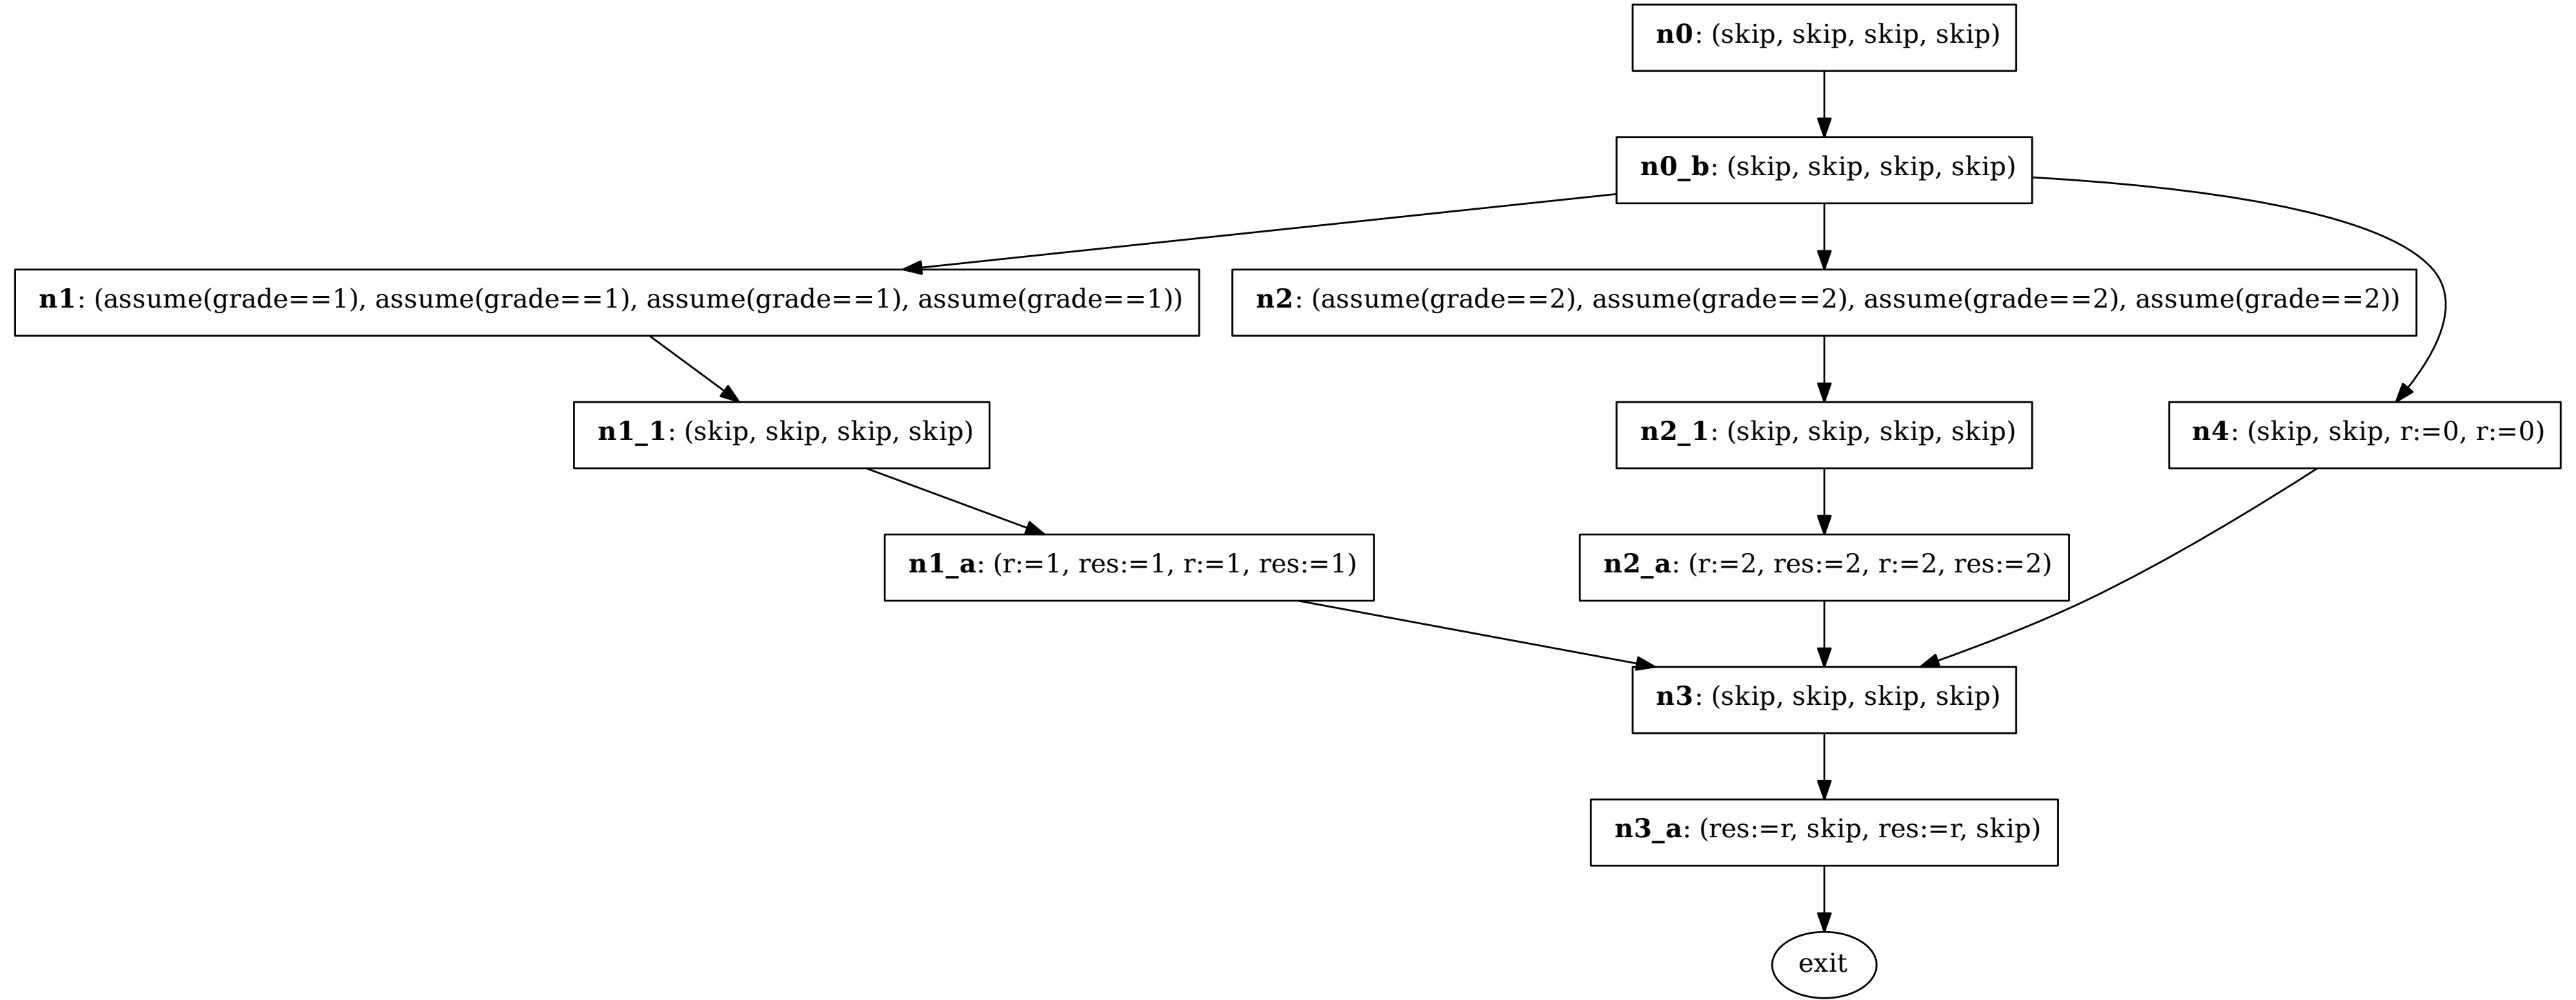 n0: (skip, skip, skip, skip)
n0_b: (skip, skip, skip, skip)
n1: (assume(grade==1), assume(grade==1), assume(grade==1), assume(grade==1))
n2: (assume(grade==2), assume(grade==2), assume(grade==2), assume(grade==2))
n1_1: (skip, skip, skip, skip)
n2_1: (skip, skip, skip, skip)
n4: (skip, skip, r:=0, r:=0)
n1_a: (r:=1, res:=1, r:=1, res:=1)
n2_a: (r:=2, res:=2, r:=2, res:=2)
n3: (skip, skip, skip, skip)
n3_a: (res:=r, skip, res:=r, skip)
exit